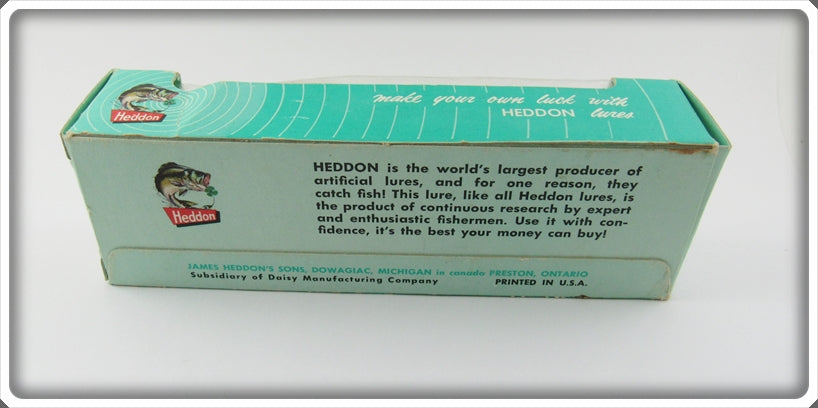 make your own luck with
HEDDON lures
Heddon
HEDDON is the world's largest producer of
artificial lures, and for one reason, they
catch fish! This lure, like all Heddon lures, is
the product of continuous research by expert
and enthusiastic fishermen. Use it with con-
fidence, it's the best your money can buy!
Heddon
JAMES HEDDON'S SONS, DOWAGIAC, MICHIGAN in canada PRESTON, ONTARIO
Subsidiary of Daisy Manufacturing Company PRINTED IN U.S.A.